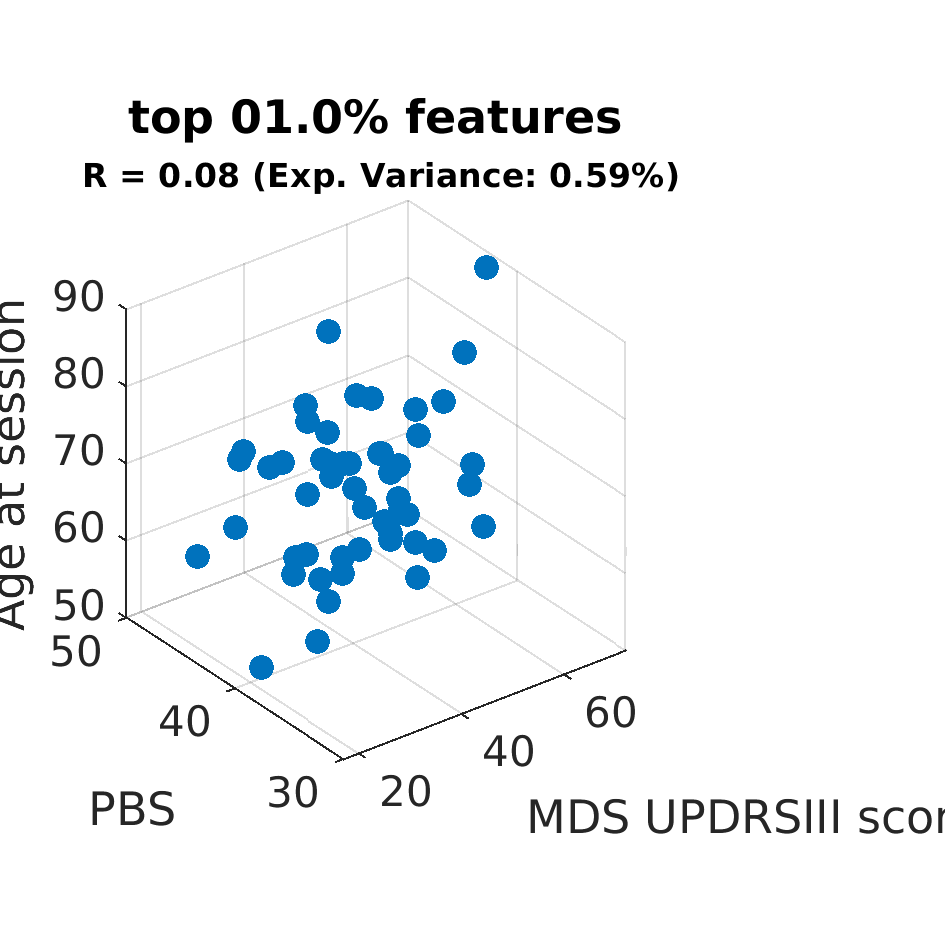 top 01.0% features
R = 0.08 (Exp. Variance: 0.59%)
Age at session
90
80
70
60
50
50
40
30
20
40
60
PBS
MDS UPDRSIII scor